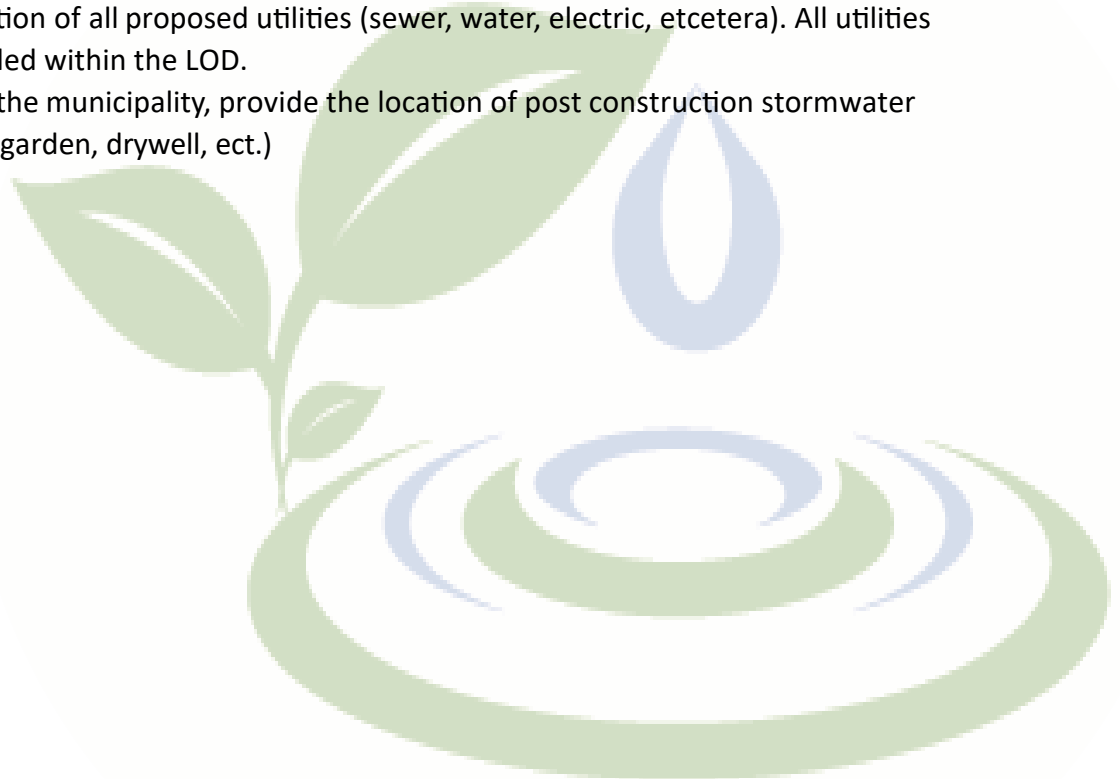 tion of all proposed utilities (sewer, water, electric, etcetera). All utilities
ded within the LOD.
the municipality, provide the location of post construction stormwater
garden, drywell, ect.)